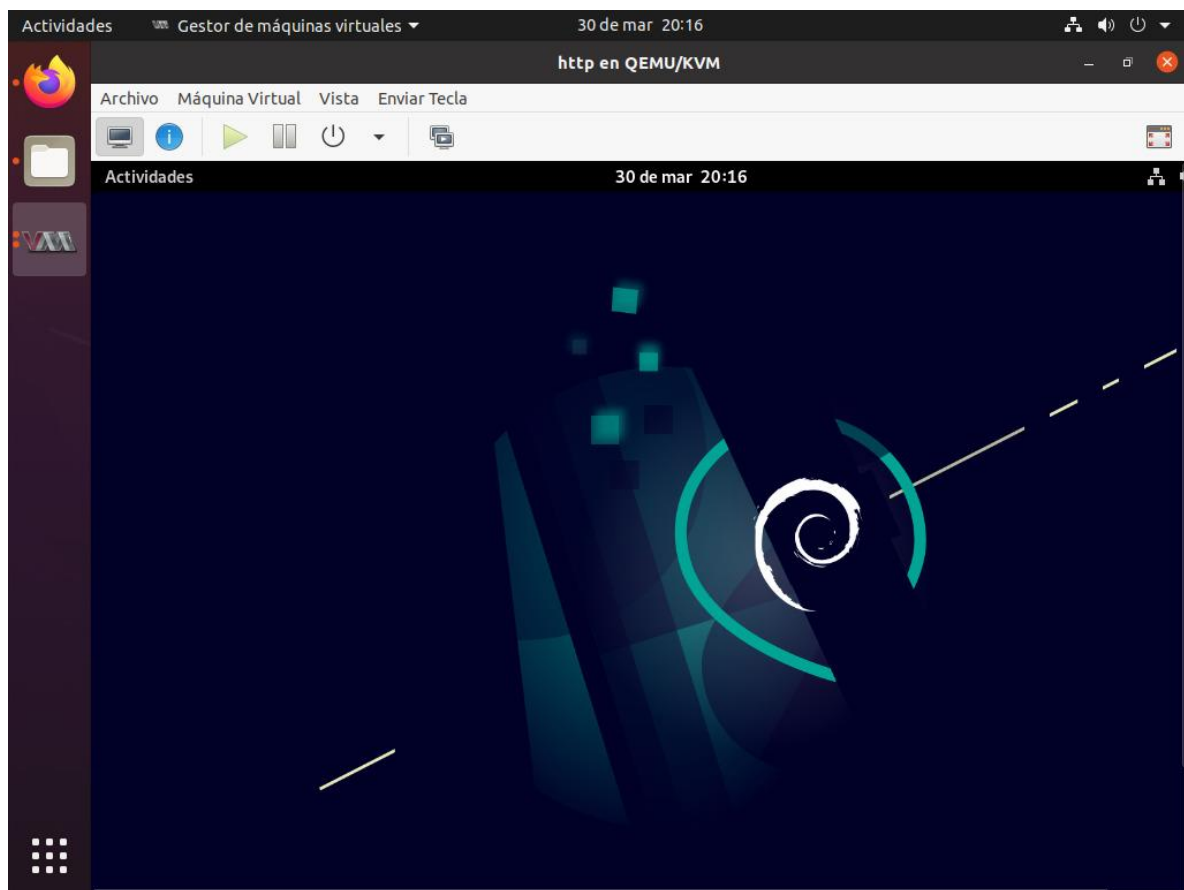 Actividades Gestor de máquinas virtuales 30 de mar 20:16
http en QEMU/KVM
Archivo Máquina Virtual Vista Enviar Tecla
Actividades 30 de mar 20:16